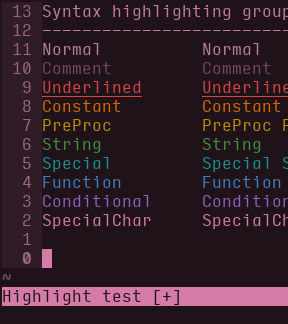 13 Syntax highlighting group
12 --------------------------
11 Normal Normal
10 Comment Comment
9 Underlined Underline
8 Constant Constant
7 PreProc PreProc F
6 String String
5 Special Special S
4 Function Function
3 Conditional Conditional
2 SpecialChar SpecialCh
1
0
~
Highlight test [+]